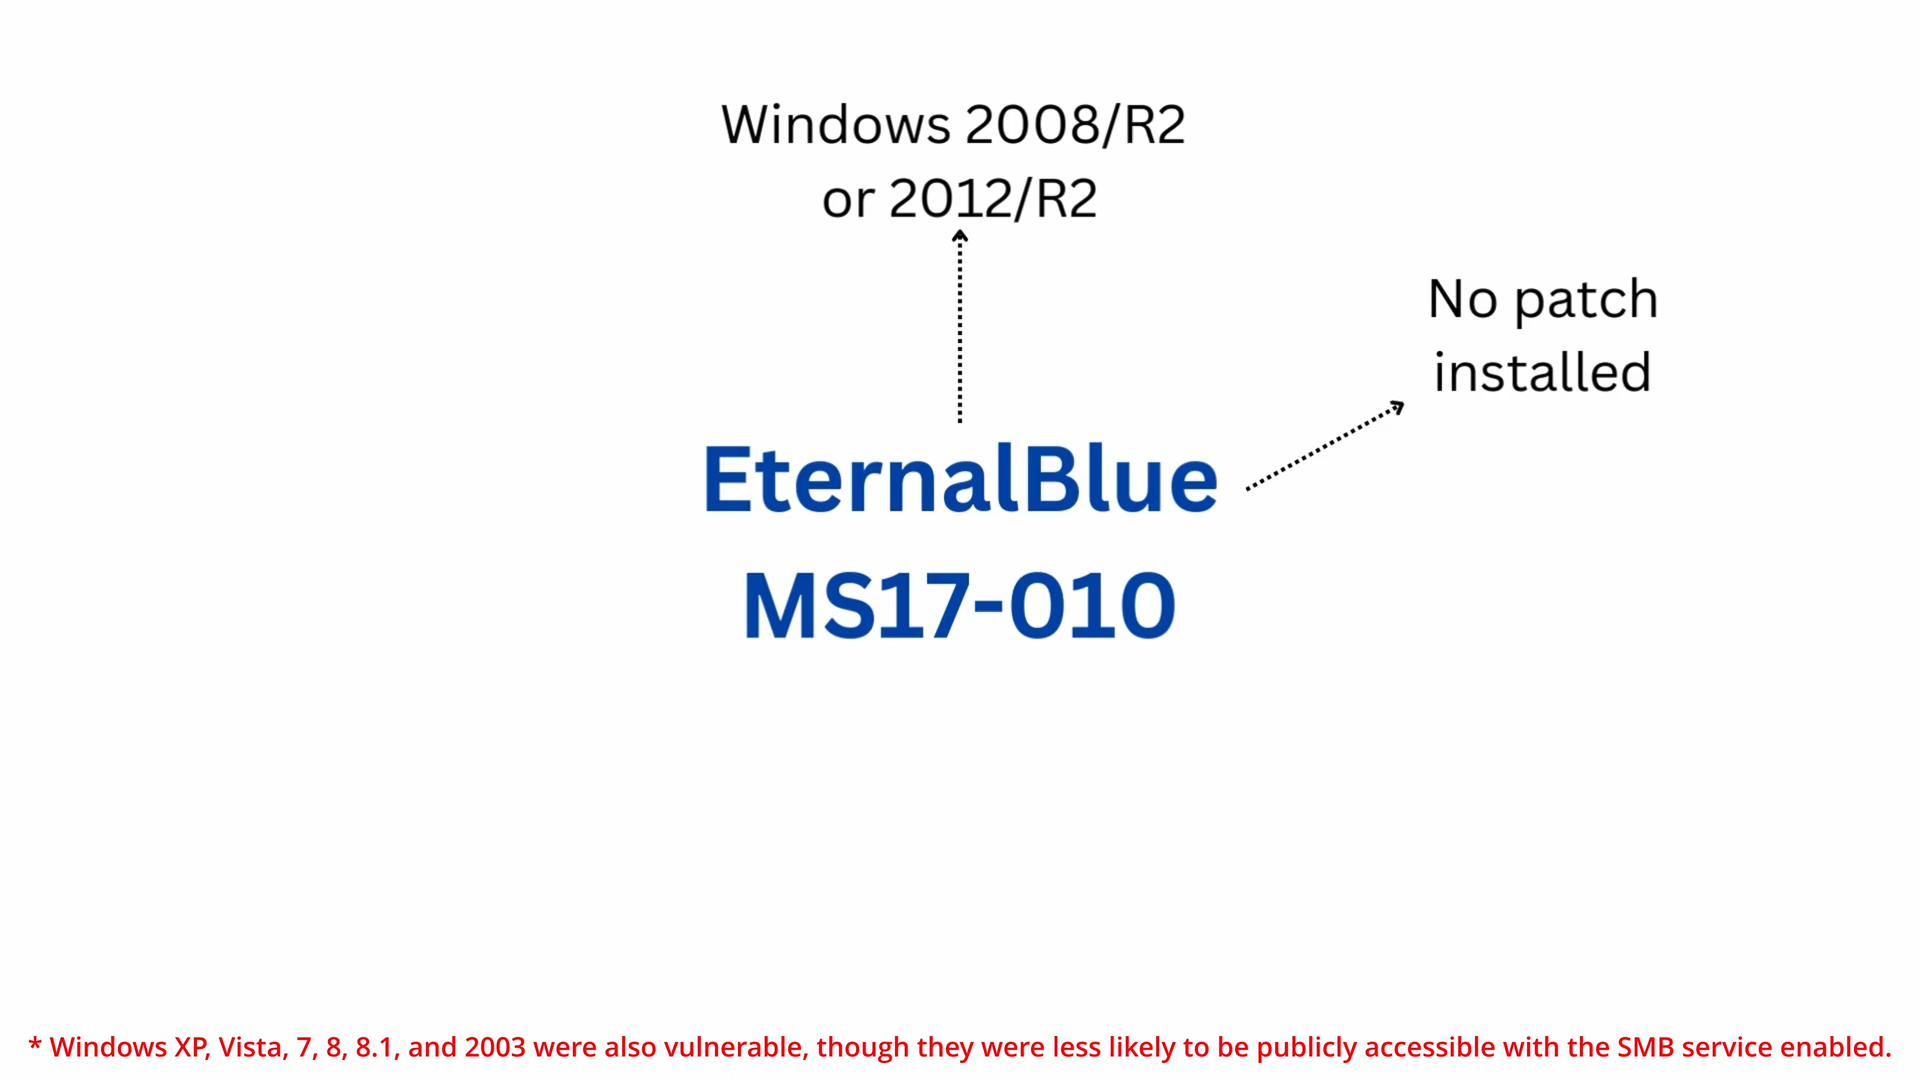 Windows 2008/R2
or 2012/R2
No patch
installed
EternalBlue
MS17-010
* Windows XP, Vista, 7, 8, 8.1, and 2003 were also vulnerable, though they were less likely to be publicly accessible with the SMB service enabled.